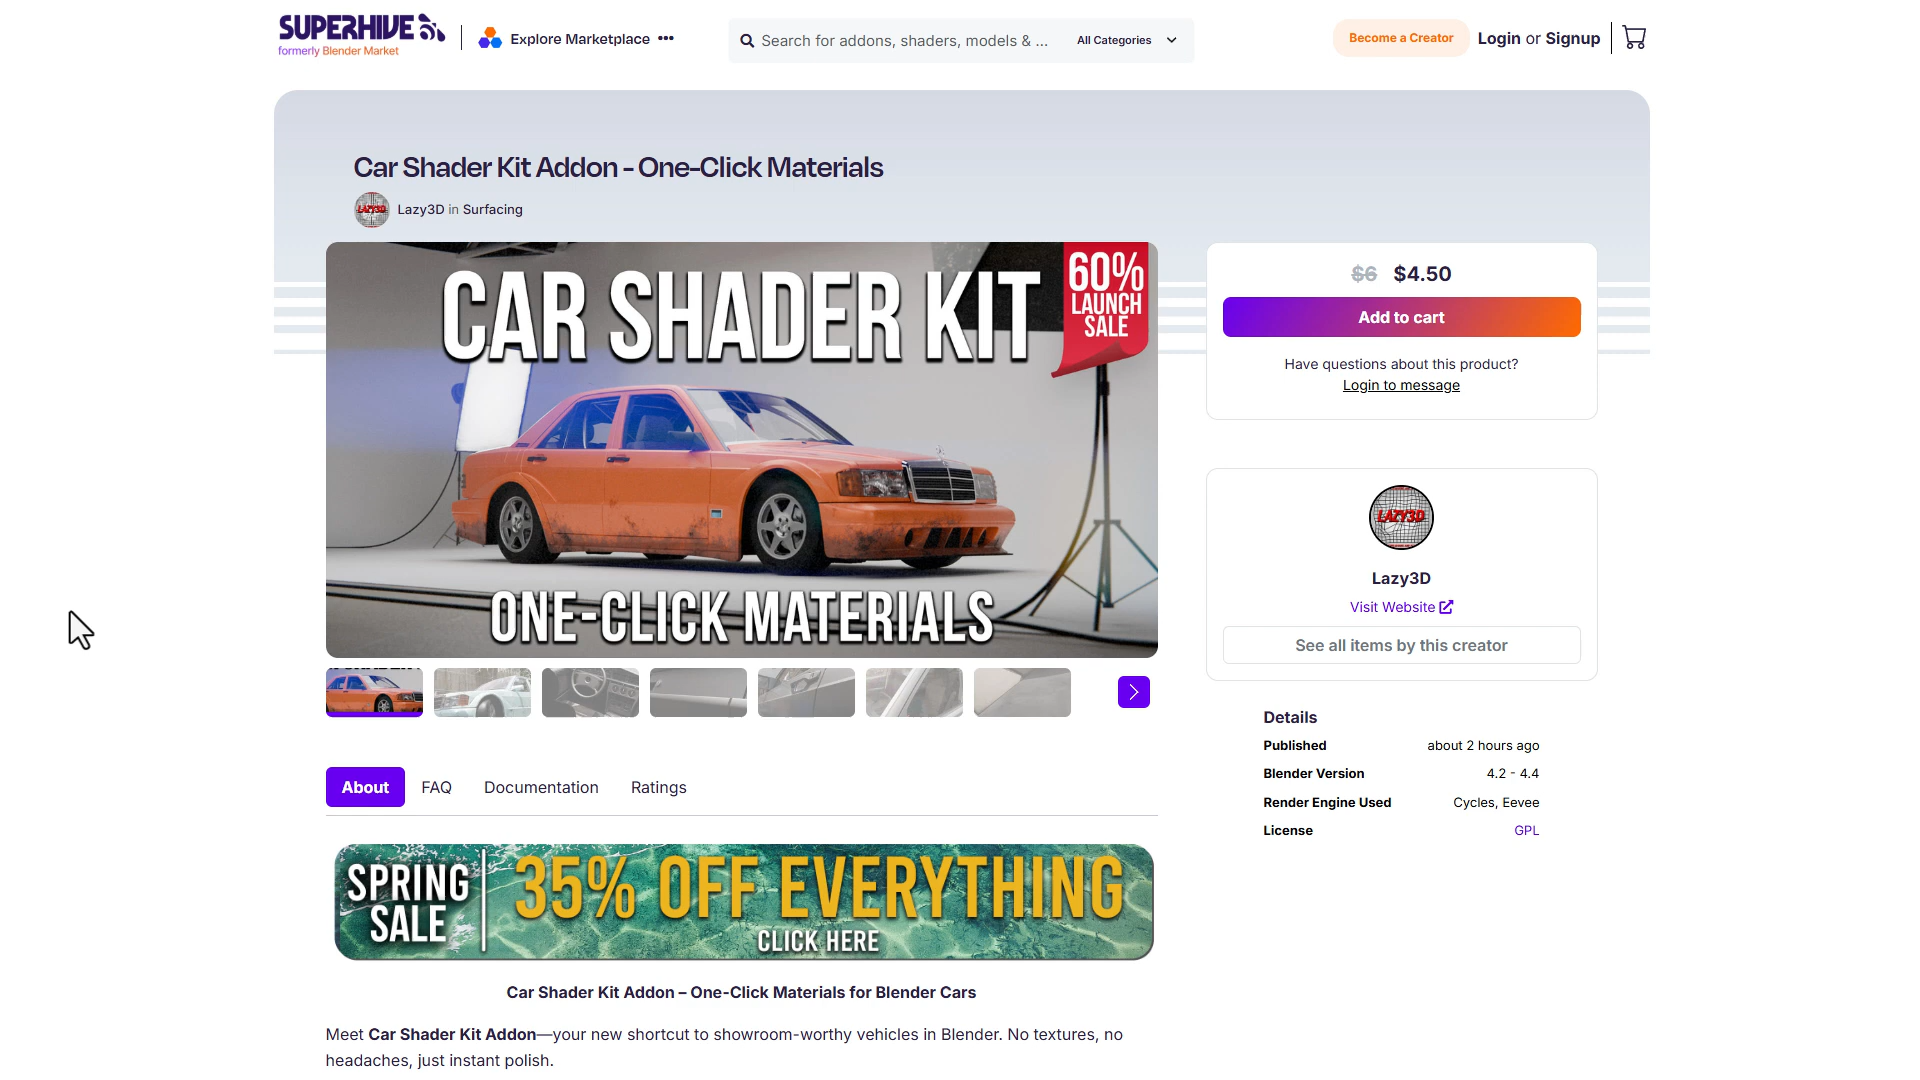 SUPERHIVE
formerly Blender Market
Explore Marketplace •••
Search for addons, shaders, models & ...
All Categories
Become a Creator
Login or Signup
Car Shader Kit Addon - One-Click Materials
LAZY3D
Lazy3D in Surfacing
CAR SHADER KIT
60%
LAUNCH
SALE
ONE-CLICK MATERIALS
$6 $4.50
Add to cart
Have questions about this product?
Login to message
LAZY3D
Lazy3D
Visit Website
See all items by this creator
Details
Published about 2 hours ago
Blender Version 4.2 - 4.4
Render Engine Used Cycles, Eevee
License GPL
About FAQ Documentation Ratings
SPRING
SALE
35% OFF EVERYTHING
CLICK HERE
Car Shader Kit Addon – One-Click Materials for Blender Cars
Meet Car Shader Kit Addon—your new shortcut to showroom-worthy vehicles in Blender. No textures, no
headaches, just instant polish.